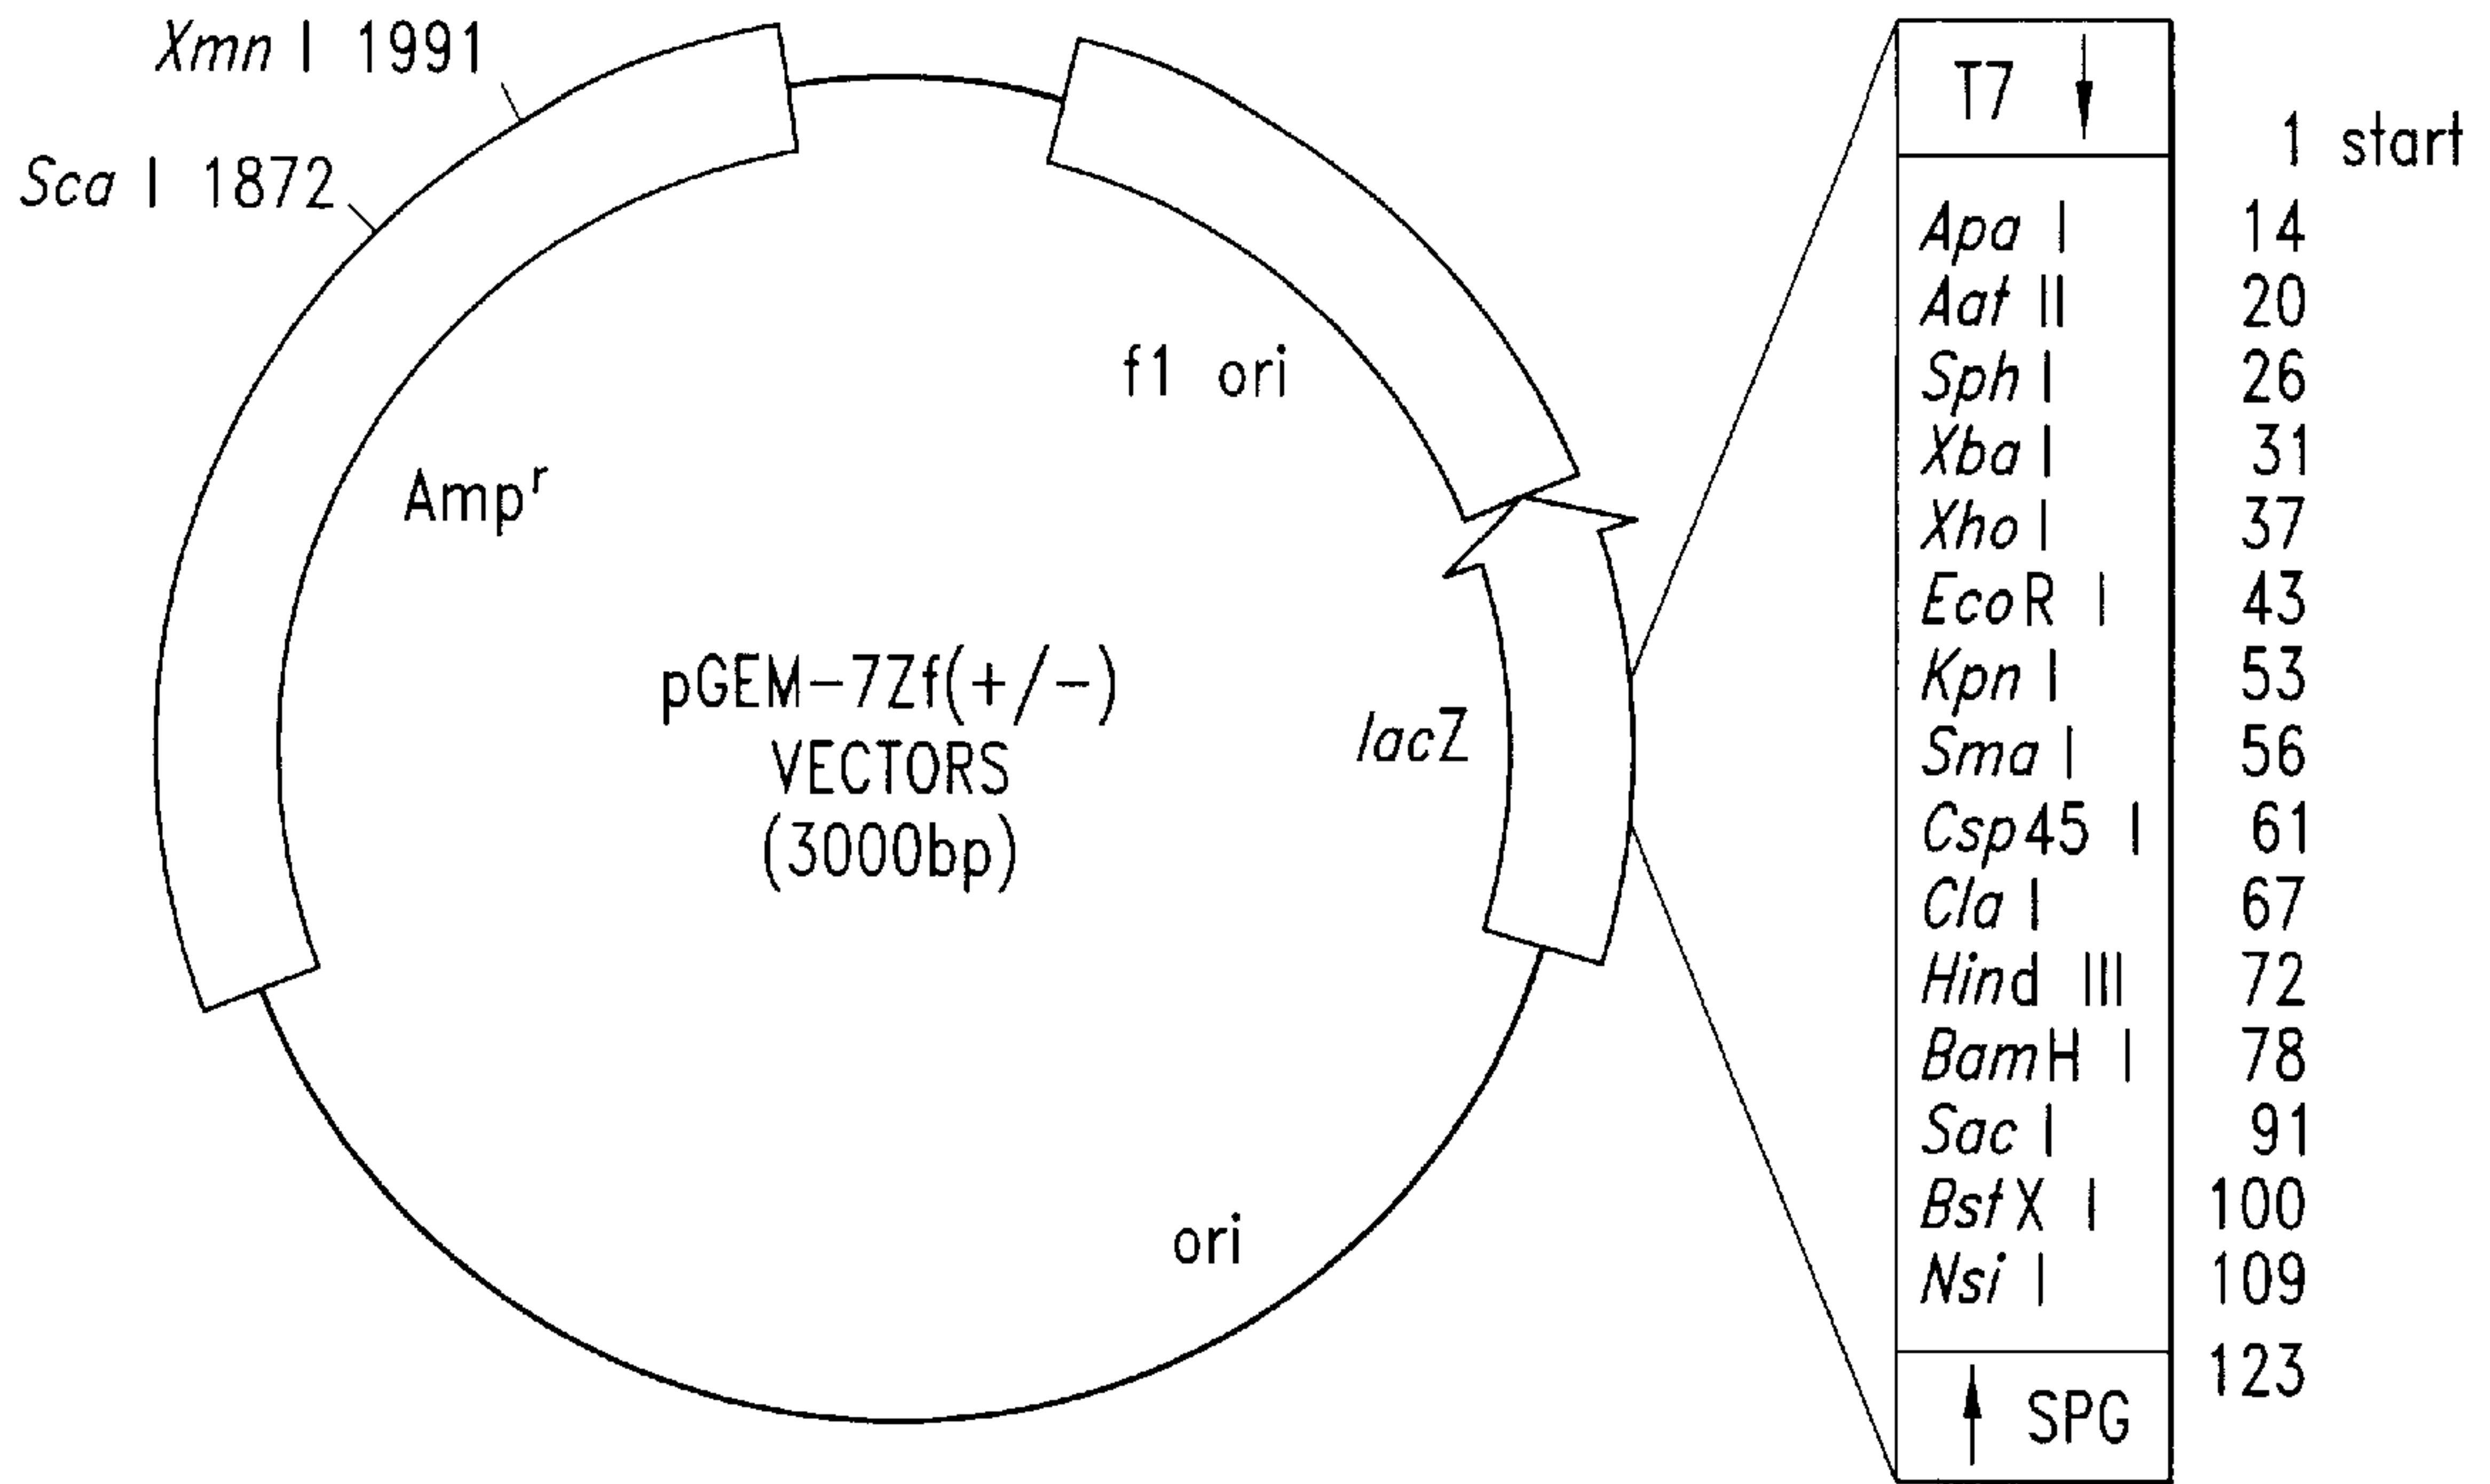 Xmn I 1991
Sca I 1872
Ampʳ
f1 ori
pGEM-7Zf(+/-)
VECTORS
(3000bp)
lacZ
ori
T7
1 start
Apa I 14
Aat II 20
Sph I 26
Xba I 31
Xho I 37
EcoR I 43
Kpn I 53
Sma I 56
Csp45 I 61
Cla I 67
Hind III 72
BamH I 78
Sac I 91
BstX I 100
Nsi I 109
123
SPG